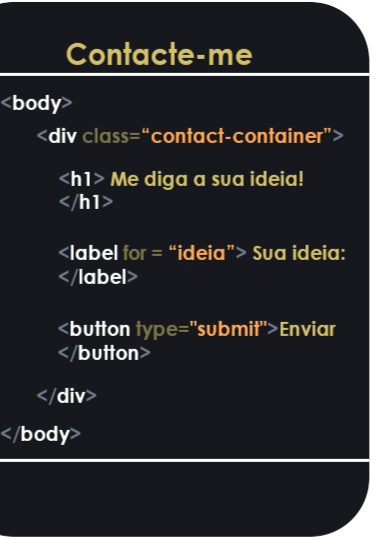 Contacte-me
<body>
<div class=“contact-container”>
<h1> Me diga a sua ideia!
</h1>
<label for = “ideia”> Sua ideia:
</label>
<button type="submit">Enviar
</button>
</div>
</body>